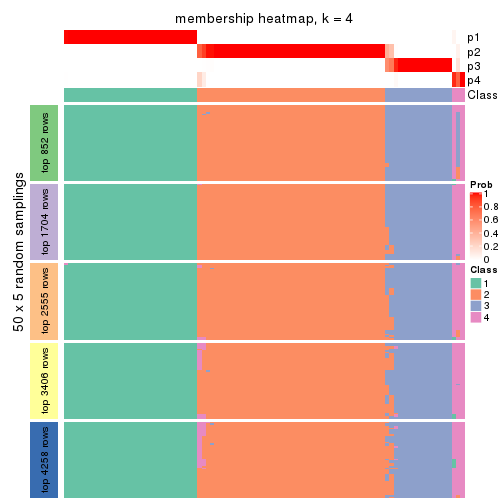 membership heatmap, k = 4
p1
p2
p3
p4
Class
50 x 5 random samplings
top 852 rows
top 1704 rows
top 2555 rows
top 3406 rows
top 4258 rows
Prob
1
0.8
0.6
0.4
0.2
0
Class
1
2
3
4